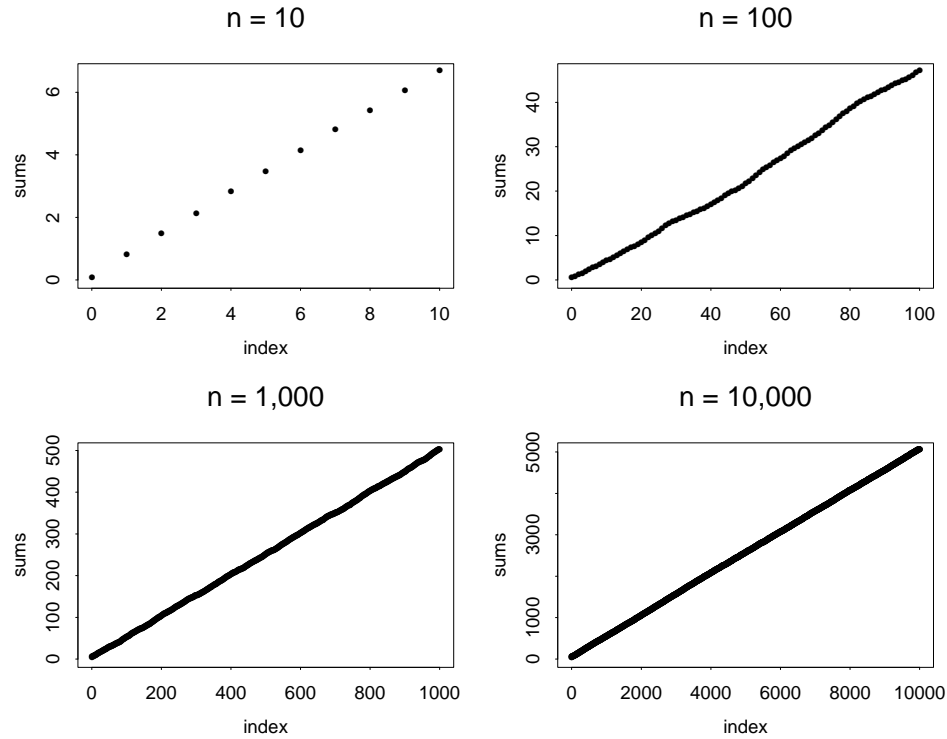 n = 10
sums
0 2 4 6
0 2 4 6 8 10
index
n = 100
sums
0 10 20 30 40
0 20 40 60 80 100
index
n = 1,000
sums
0 100 200 300 400 500
0 200 400 600 800 1000
index
n = 10,000
sums
0 1000 3000 5000
0 2000 4000 6000 8000 10000
index